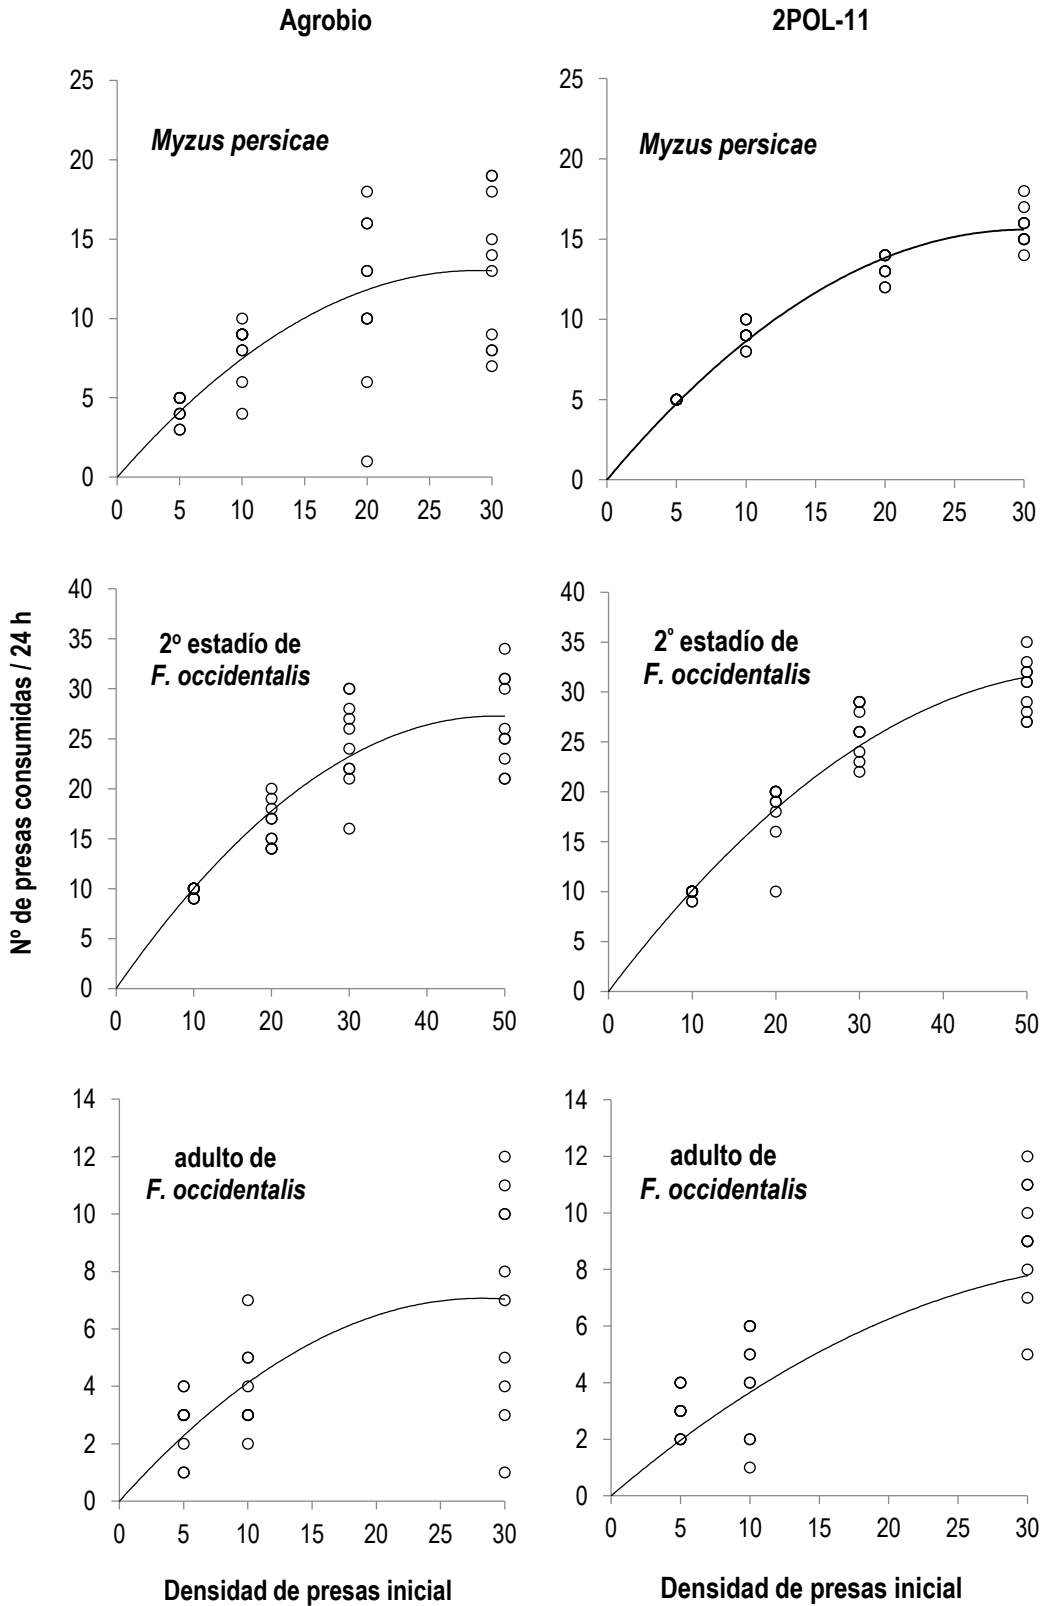 Agrobio
2POL-11
Nº de presas consumidas / 24 h
25
20
15
10
5
0
Myzus persicae
0 5 10 15 20 25 30
25
20
15
10
5
0
Myzus persicae
0 5 10 15 20 25 30
40
35
30
25
20
15
10
5
0
2º estadío de
F. occidentalis
0 10 20 30 40 50
40
35
30
25
20
15
10
5
0
2º estadío de
F. occidentalis
0 10 20 30 40 50
14
12
10
8
6
4
2
0
adulto de
F. occidentalis
0 5 10 15 20 25 30
Densidad de presas inicial
14
12
10
8
6
4
2
0
adulto de
F. occidentalis
0 5 10 15 20 25 30
Densidad de presas inicial